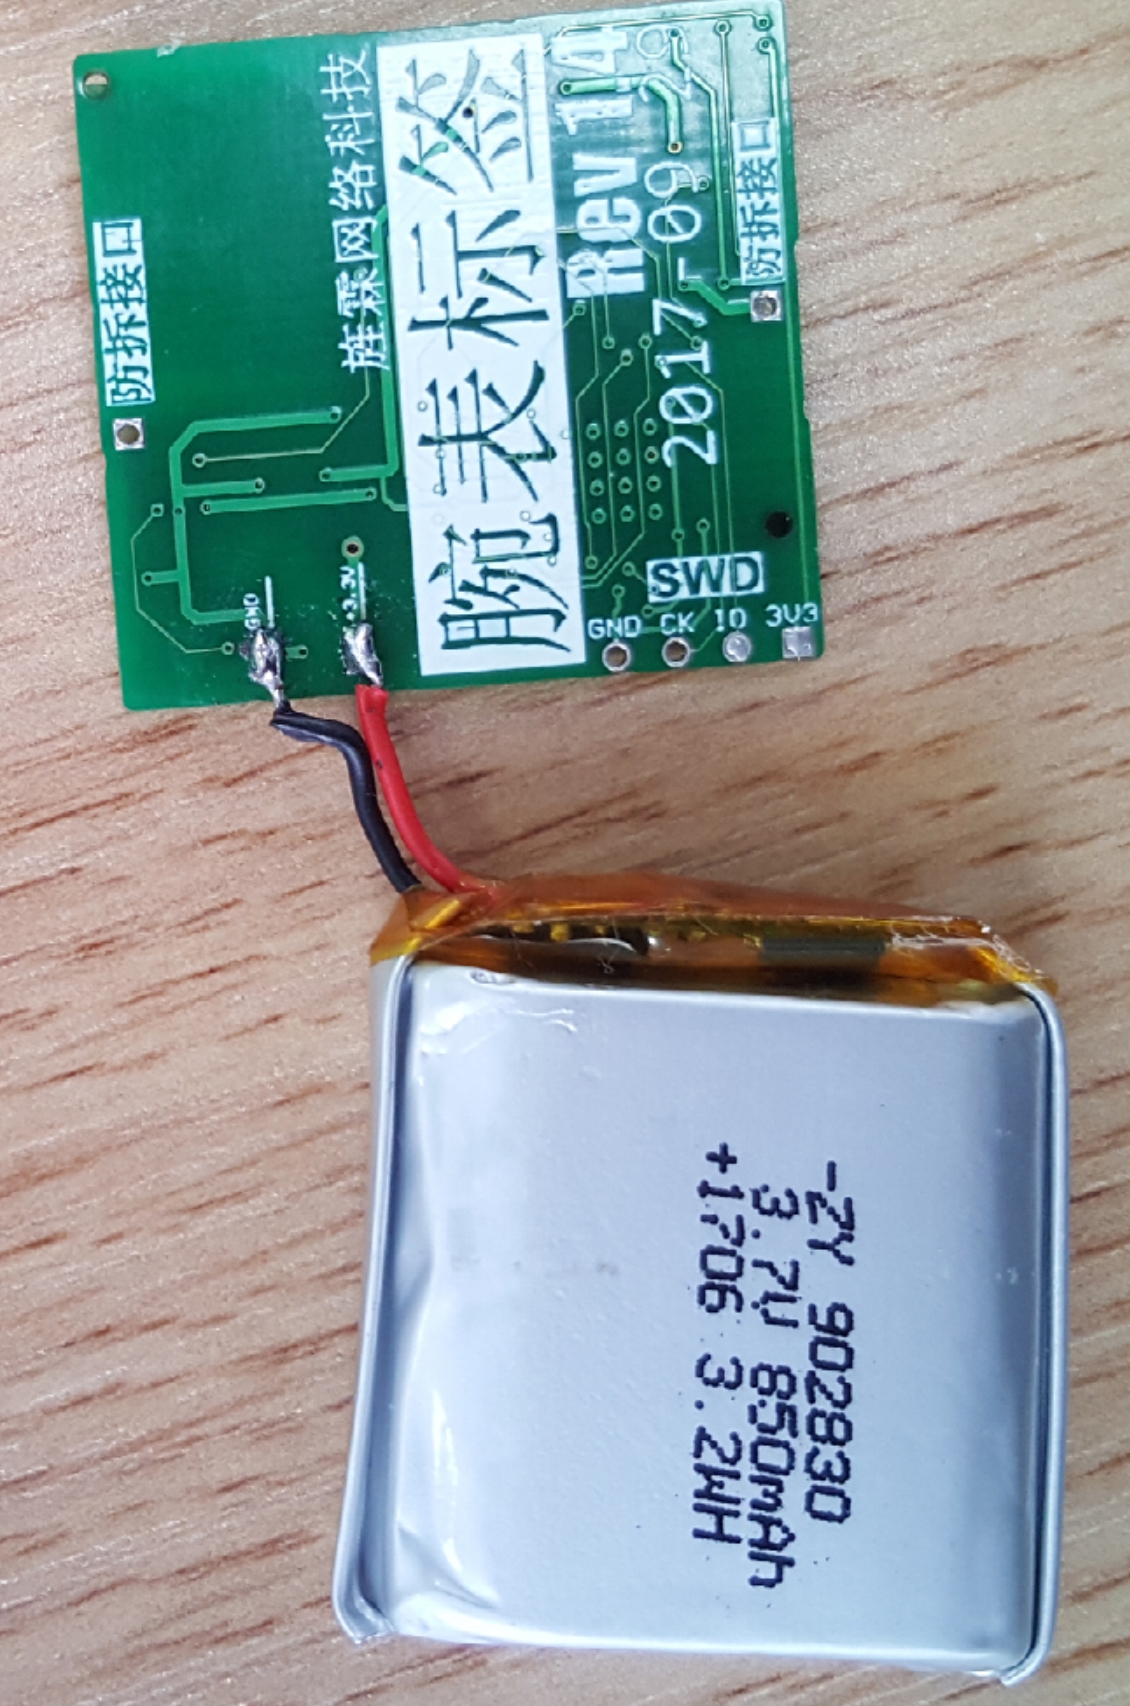 防拆接口
旌霖网络科技
腕表标签
Rev 1.4
2017-09-28
防拆接口
GND
+3.3V
SWD
GND CK IO 3V3
-ZY 902830
3.7V 850mAh
+1706 3.2WH